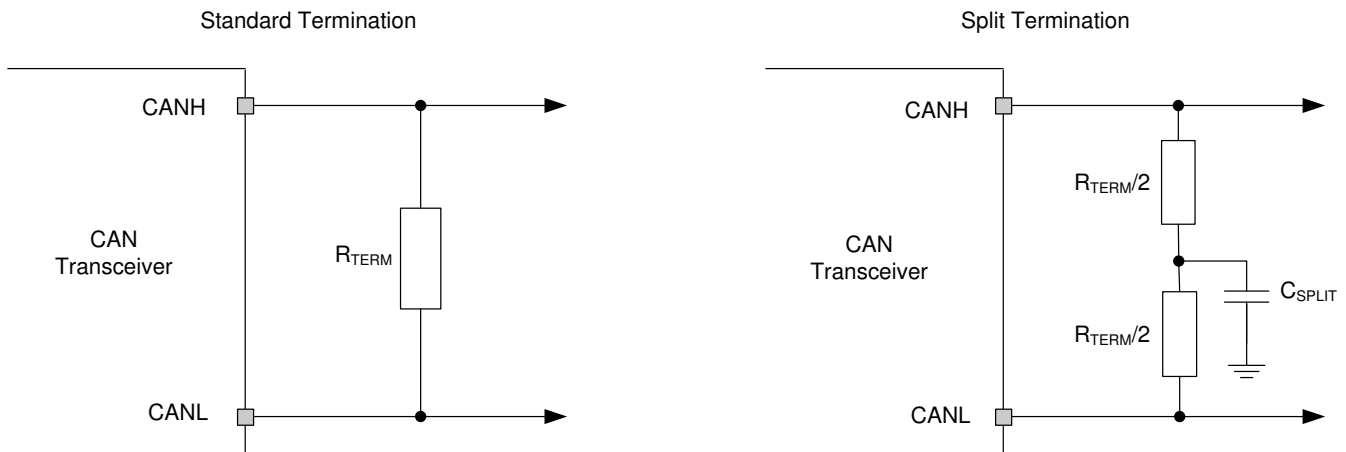 Standard Termination
CANH
CAN
Transceiver
RTERM
CANL
Split Termination
CANH
CAN
Transceiver
RTERM/2
CSPLIT
RTERM/2
CANL